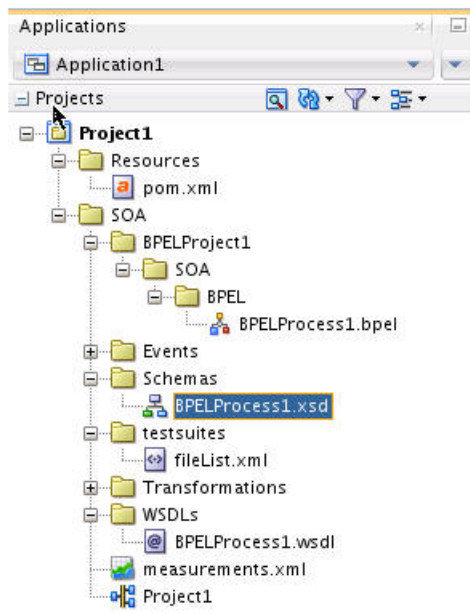 Applications
Application1
Projects
Project1
Resources
pom.xml
SOA
BPELProject1
SOA
BPEL
BPELProcess1.bpel
Events
Schemas
BPELProcess1.xsd
testsuites
fileList.xml
Transformations
WSDLs
BPELProcess1.wsdl
measurements.xml
Project1